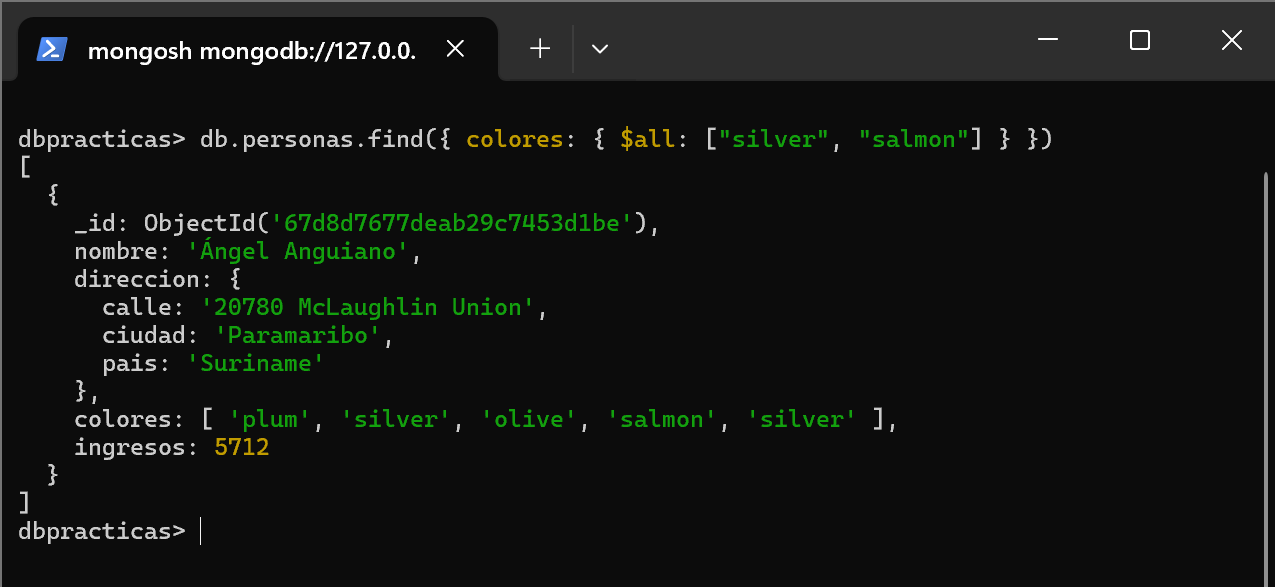 mongosh mongodb://127.0.0.
dbpracticas> db.personas.find({ colores: { $all: ["silver", "salmon"] } })
[
  {
    _id: ObjectId('67d8d7677deab29c7453d1be'),
    nombre: 'Ángel Anguiano',
    direccion: {
      calle: '20780 McLaughlin Union',
      ciudad: 'Paramaribo',
      pais: 'Suriname'
    },
    colores: [ 'plum', 'silver', 'olive', 'salmon', 'silver' ],
    ingresos: 5712
  }
]
dbpracticas>